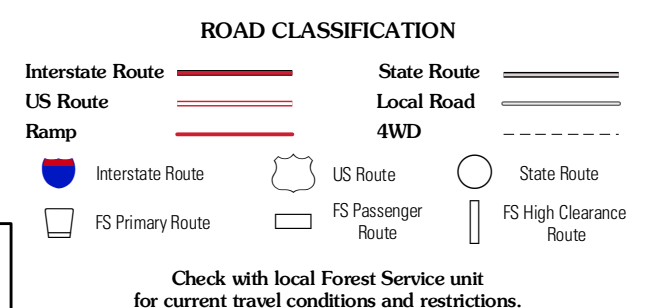 ROAD CLASSIFICATION
Interstate Route
State Route
US Route
Local Road
Ramp
4WD
Interstate Route
US Route
State Route
FS Primary Route
FS Passenger
Route
FS High Clearance
Route
Check with local Forest Service unit
for current travel conditions and restrictions.